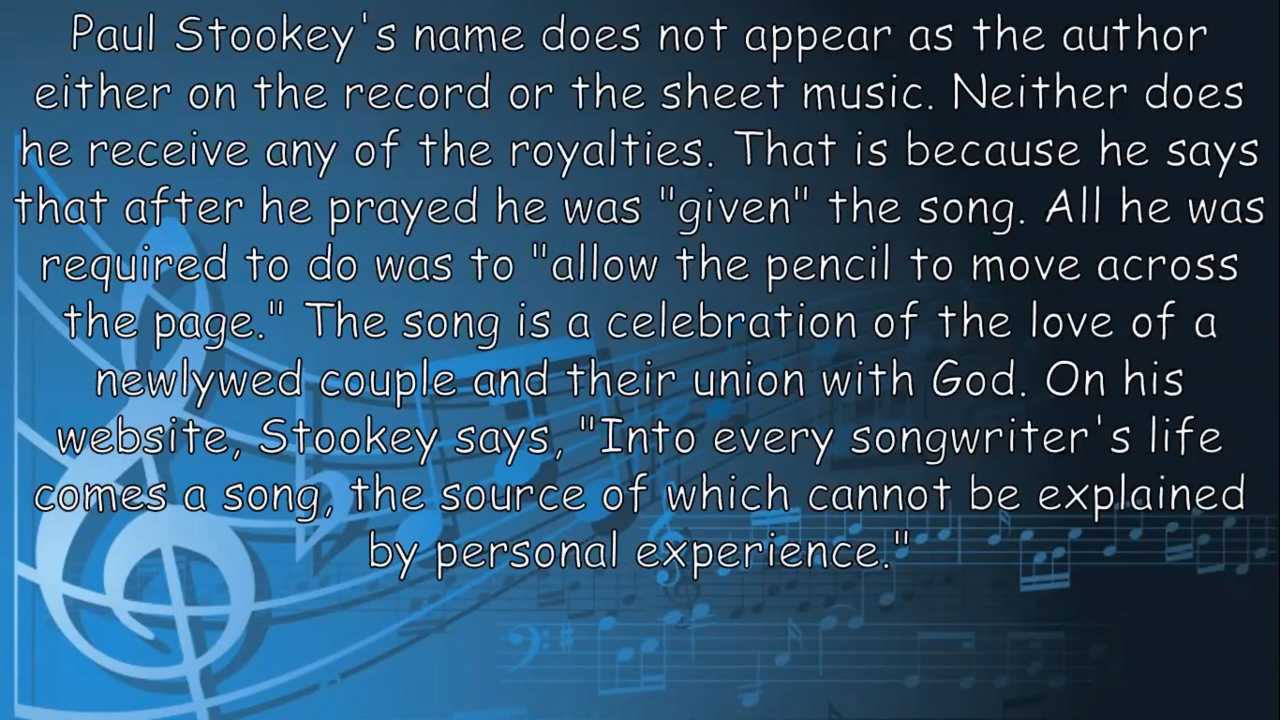 Paul Stookey's name does not appear as the author
either on the record or the sheet music. Neither does
he receive any of the royalties. That is because he says
that after he prayed he was "given" the song. All he was
required to do was to "allow the pencil to move across
the page." The song is a celebration of the love of a
newlywed couple and their union with God. On his
website, Stookey says, "Into every songwriter's life
comes a song, the source of which cannot be explained
by personal experience."